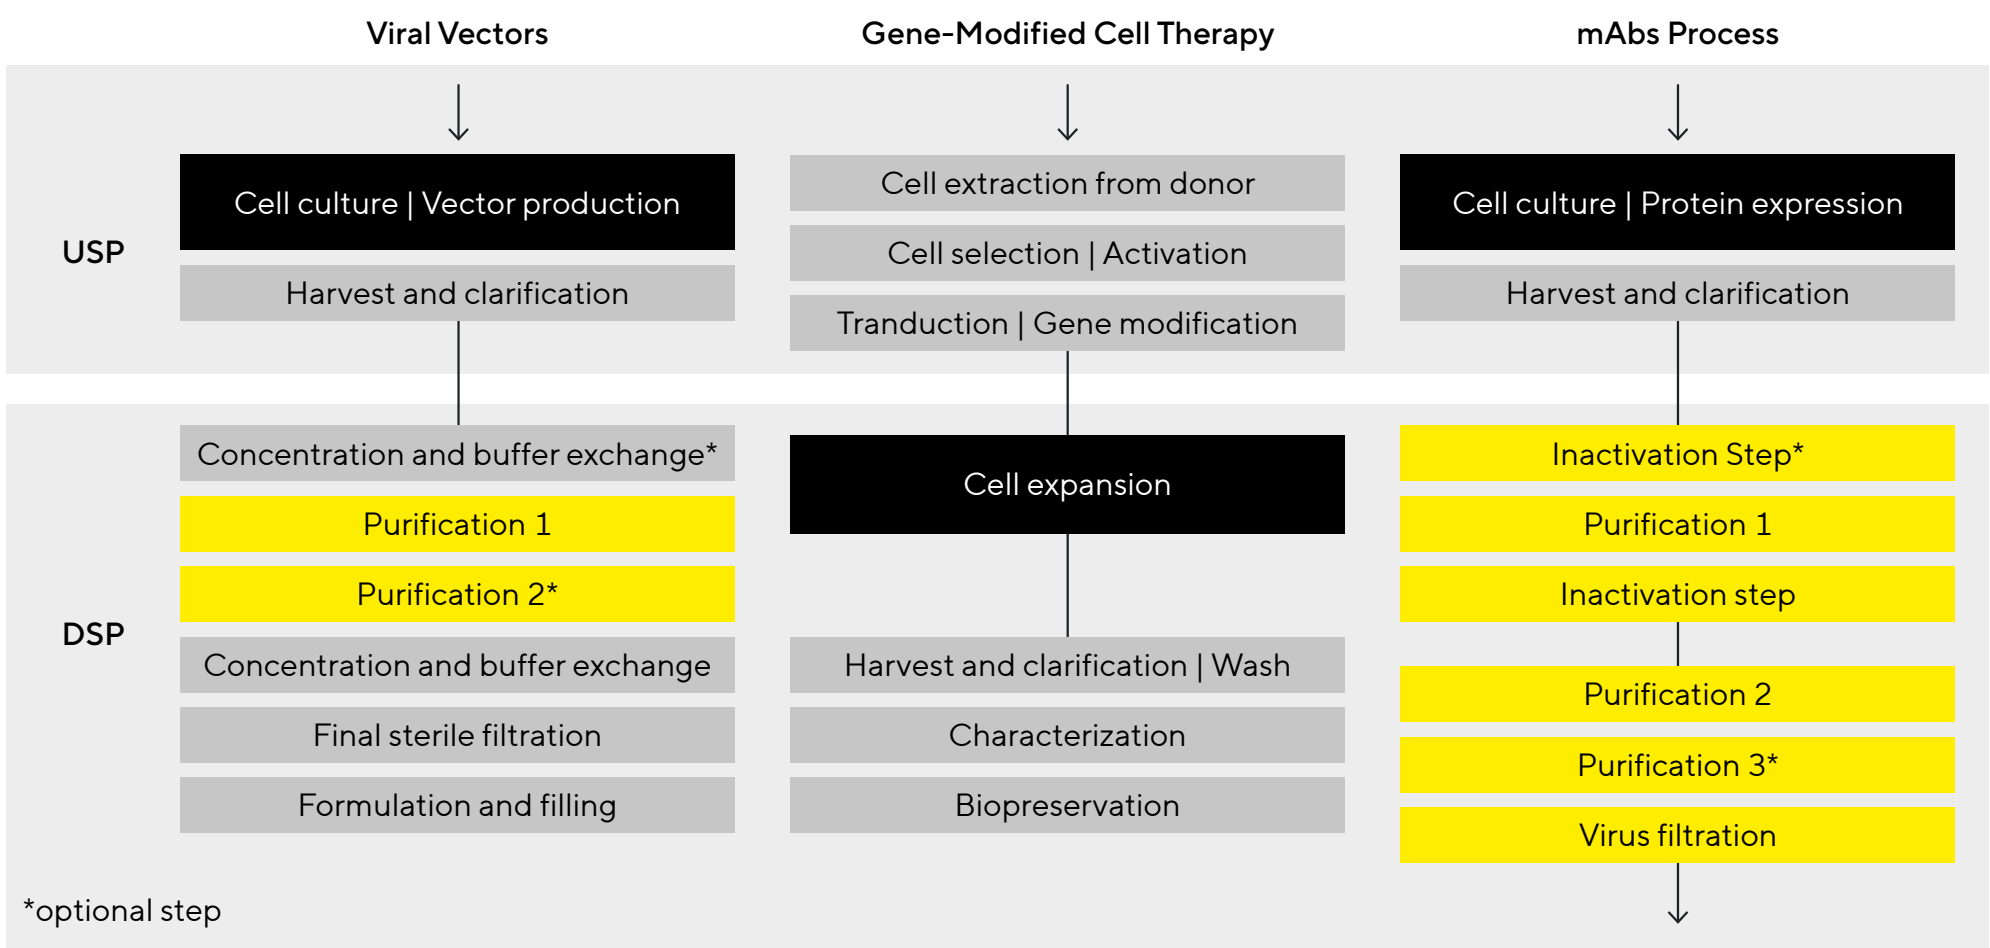 Viral Vectors
Gene-Modified Cell Therapy
mAbs Process
USP
Cell culture | Vector production
Harvest and clarification
Cell extraction from donor
Cell selection | Activation
Tranduction | Gene modification
Cell culture | Protein expression
Harvest and clarification
DSP
Concentration and buffer exchange*
Purification 1
Purification 2*
Concentration and buffer exchange
Final sterile filtration
Formulation and filling
Cell expansion
Harvest and clarification | Wash
Characterization
Biopreservation
Inactivation Step*
Purification 1
Inactivation step
Purification 2
Purification 3*
Virus filtration
*optional step